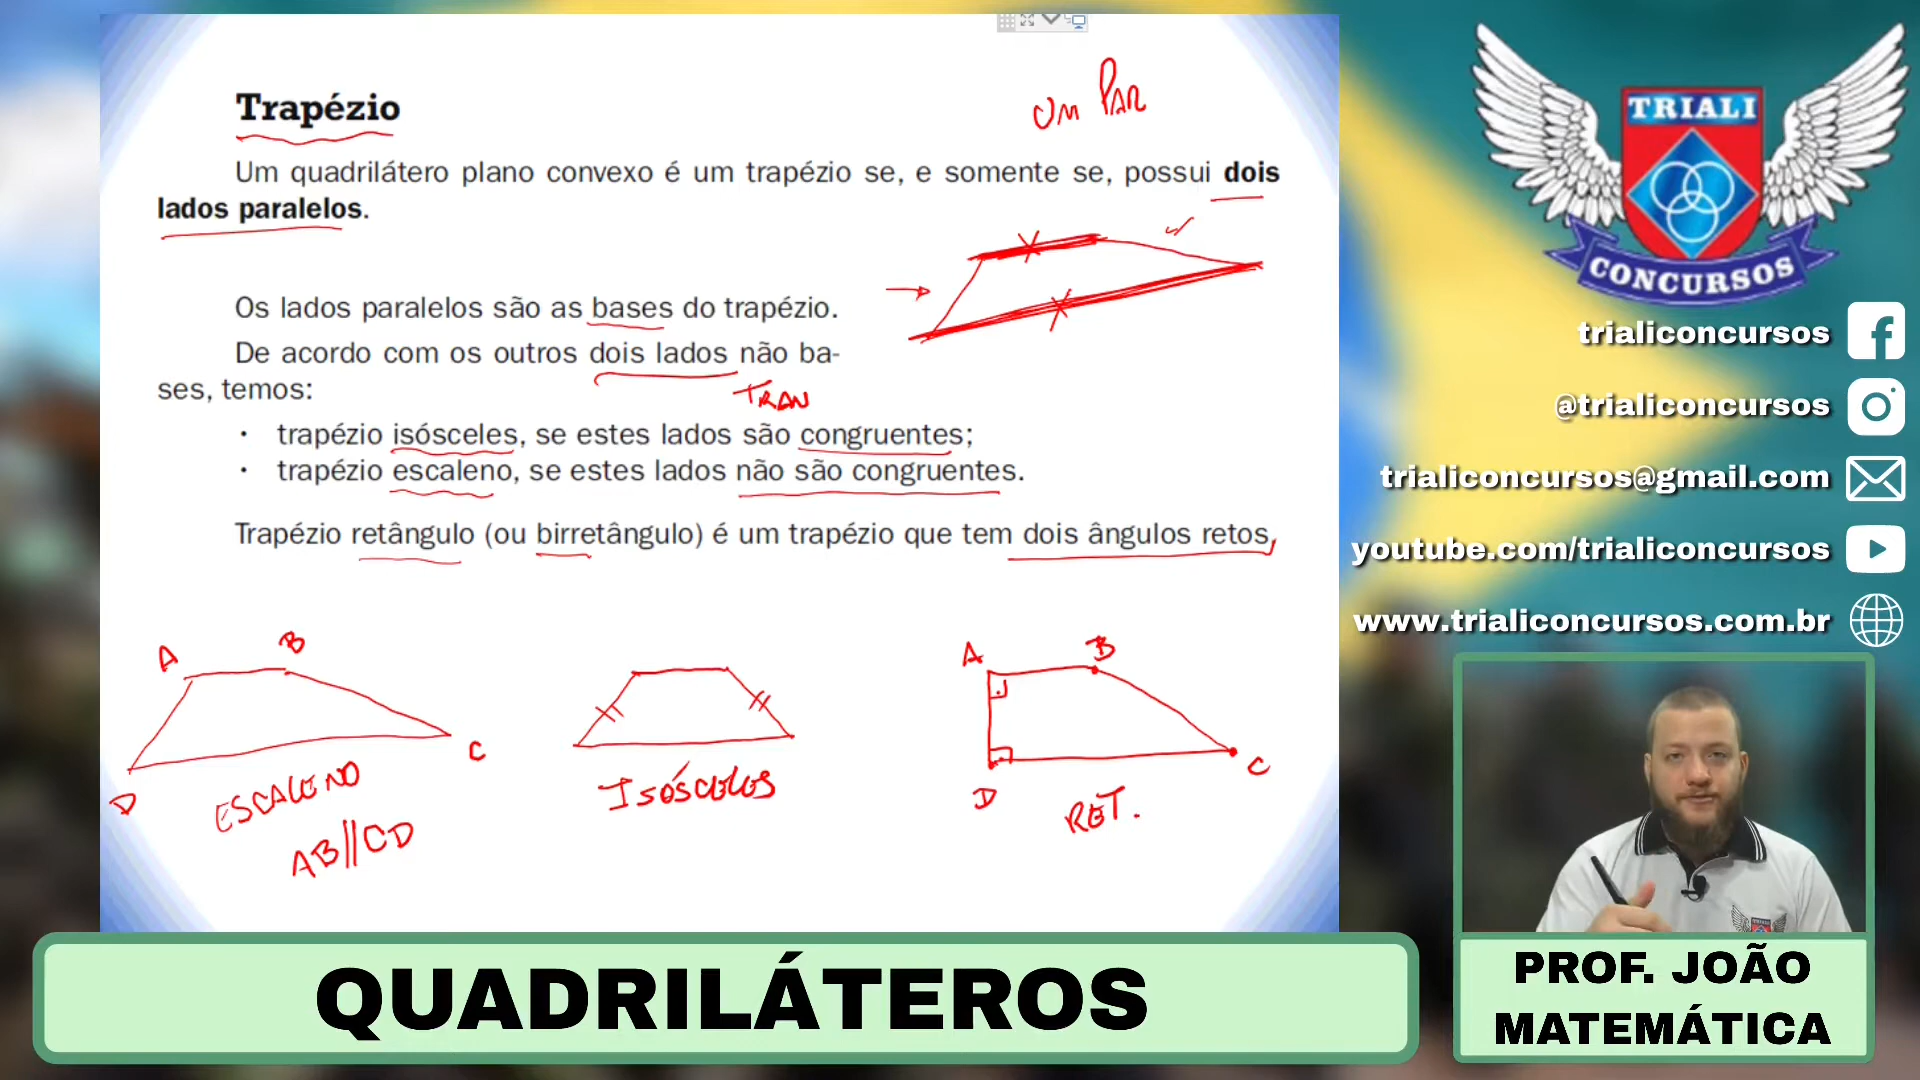 Trapézio
UM PAR
Um quadrilátero plano convexo é um trapézio se, e somente se, possui dois
lados paralelos.
Os lados paralelos são as bases do trapézio.
De acordo com os outros dois lados não ba-
ses, temos:
TRAN
• trapézio isósceles, se estes lados são congruentes;
• trapézio escaleno, se estes lados não são congruentes.
Trapézio retângulo (ou birretângulo) é um trapézio que tem dois ângulos retos,
A B
C
D
ESCALENO
AB//CD
ISÓSCELES
A B
C
D
RET.
TRIALI
CONCURSOS
trialiconcursos
@trialiconcursos
trialiconcursos@gmail.com
youtube.com/trialiconcursos
www.trialiconcursos.com.br
QUADRILÁTEROS
PROF. JOÃO
MATEMÁTICA